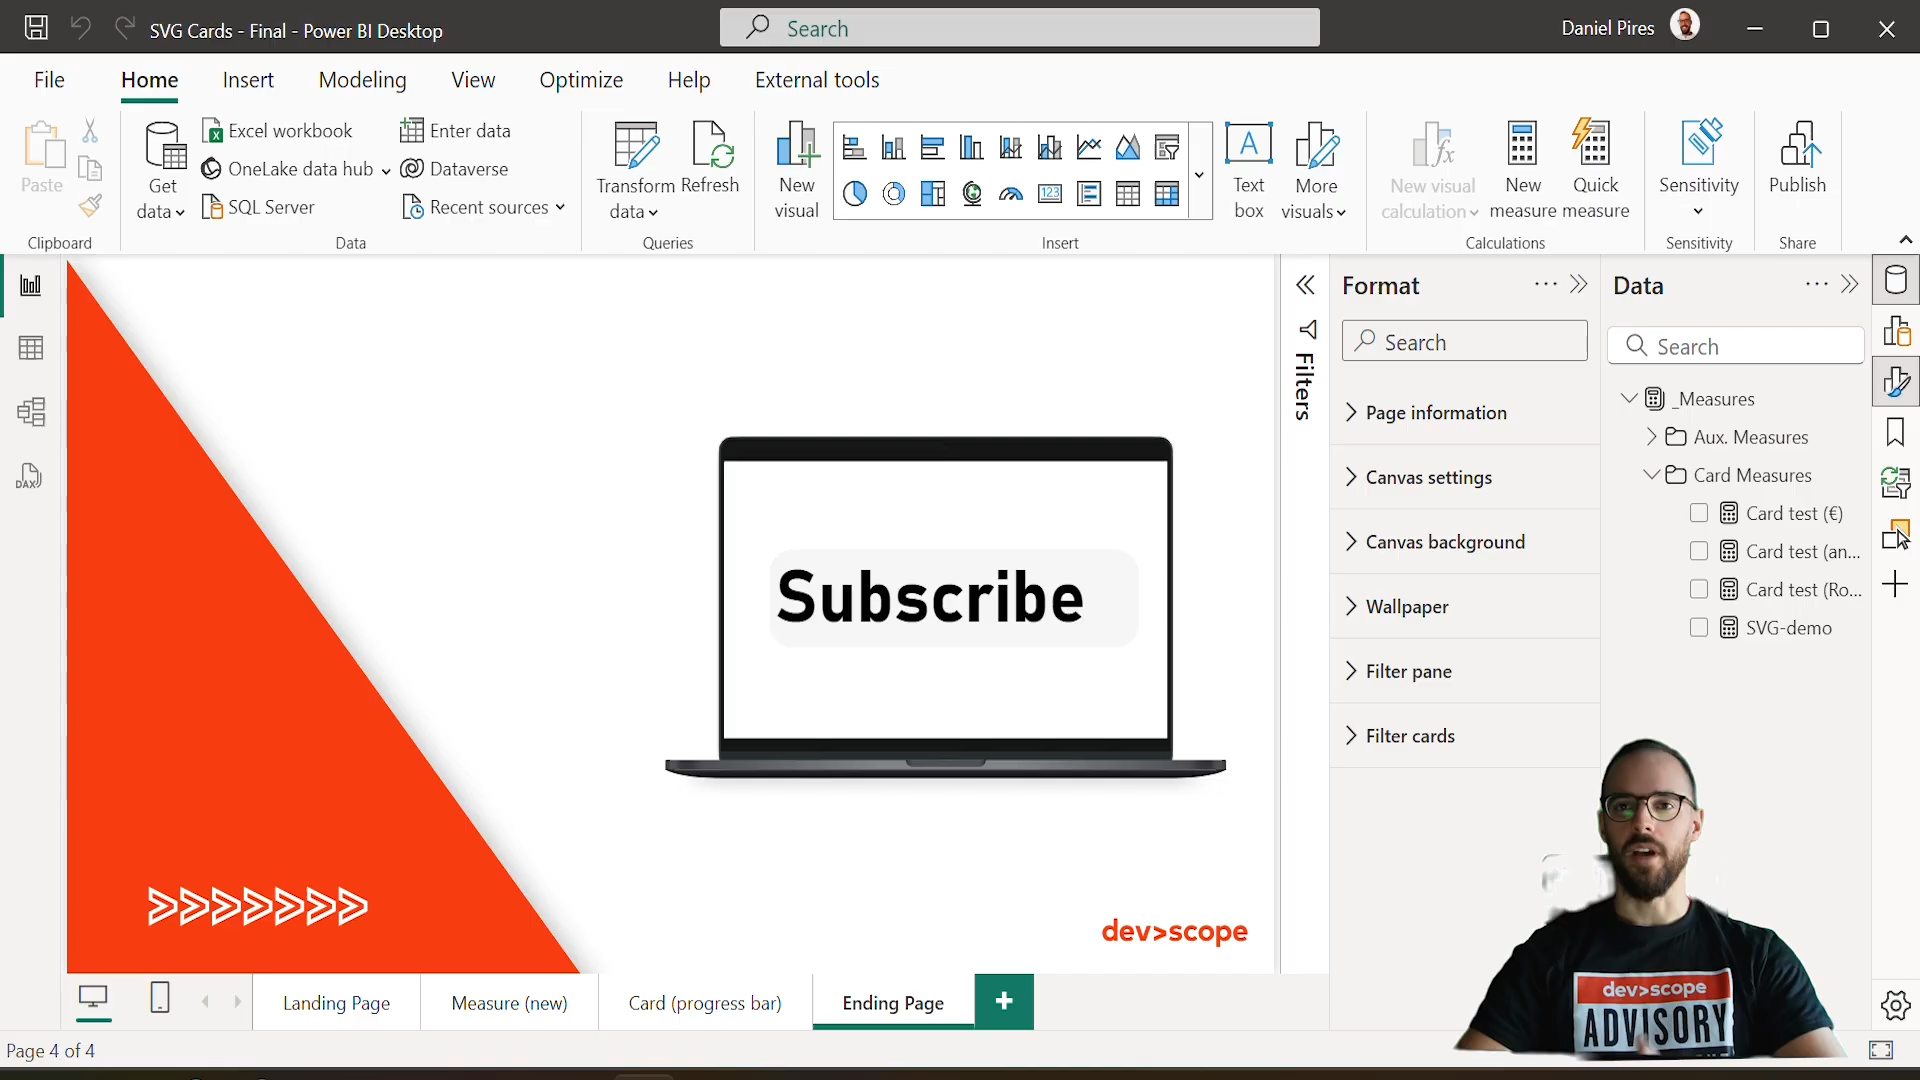 SVG Cards - Final - Power BI Desktop
Search
Daniel Pires
File
Home
Insert
Modeling
View
Optimize
Help
External tools
Paste
Clipboard
Get
data
Excel workbook
OneLake data hub
SQL Server
Enter data
Dataverse
Recent sources
Data
Transform
data
Refresh
Queries
New
visual
123
A
Text
box
More
visuals
Insert
fx
New visual
calculation
New
measure
Quick
measure
Calculations
Sensitivity
Sensitivity
Publish
Share
DAX
Subscribe
dev>scope
Filters
Format
Search
Page information
Canvas settings
Canvas background
Wallpaper
Filter pane
Filter cards
Data
Search
_Measures
Aux. Measures
Card Measures
Card test (€)
Card test (an...
Card test (Ro...
SVG-demo
dev>scope
ADVISORY
Landing Page
Measure (new)
Card (progress bar)
Ending Page
+
Page 4 of 4